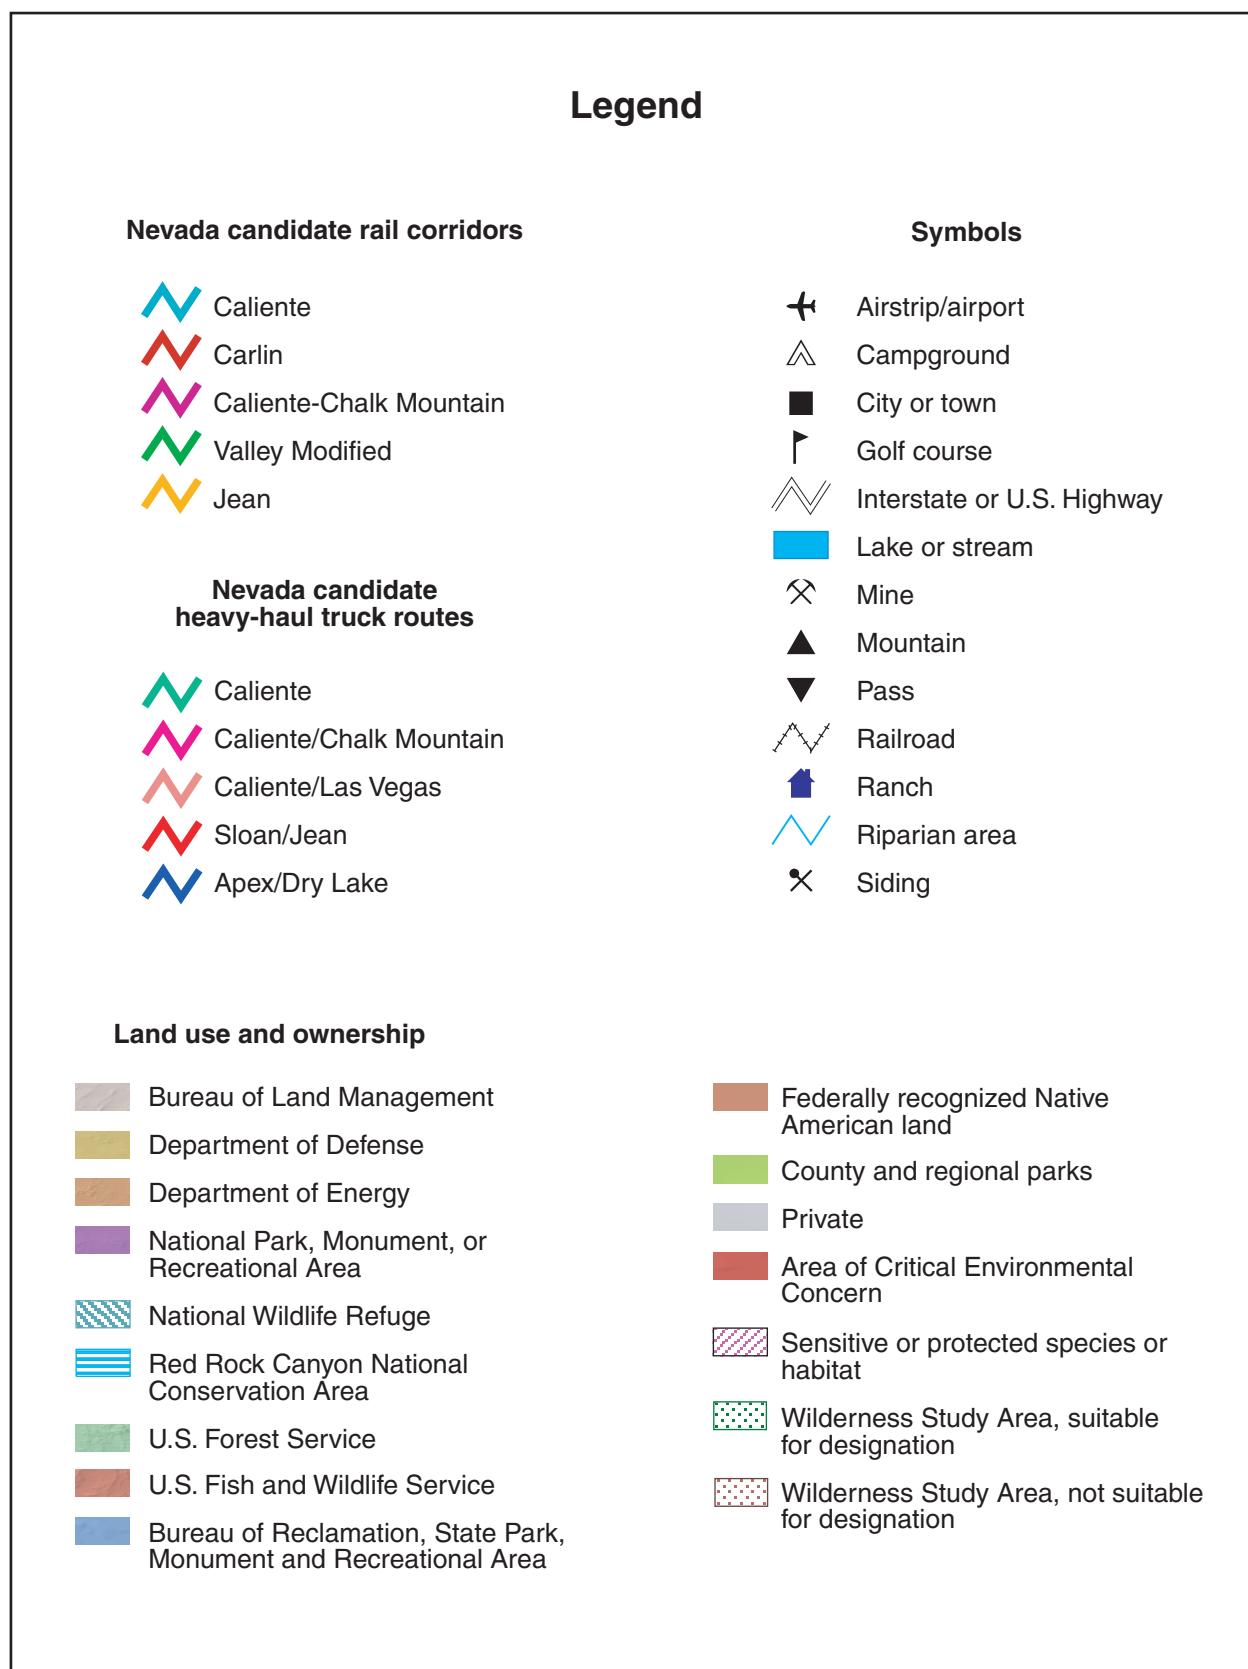 Legend
Nevada candidate rail corridors
Caliente
Carlin
Caliente-Chalk Mountain
Valley Modified
Jean
Nevada candidate
heavy-haul truck routes
Caliente
Caliente/Chalk Mountain
Caliente/Las Vegas
Sloan/Jean
Apex/Dry Lake
Symbols
Airstrip/airport
Campground
City or town
Golf course
Interstate or U.S. Highway
Lake or stream
Mine
Mountain
Pass
Railroad
Ranch
Riparian area
Siding
Land use and ownership
Bureau of Land Management
Department of Defense
Department of Energy
National Park, Monument, or
Recreational Area
National Wildlife Refuge
Red Rock Canyon National
Conservation Area
U.S. Forest Service
U.S. Fish and Wildlife Service
Bureau of Reclamation, State Park,
Monument and Recreational Area
Federally recognized Native
American land
County and regional parks
Private
Area of Critical Environmental
Concern
Sensitive or protected species or
habitat
Wilderness Study Area, suitable
for designation
Wilderness Study Area, not suitable
for designation